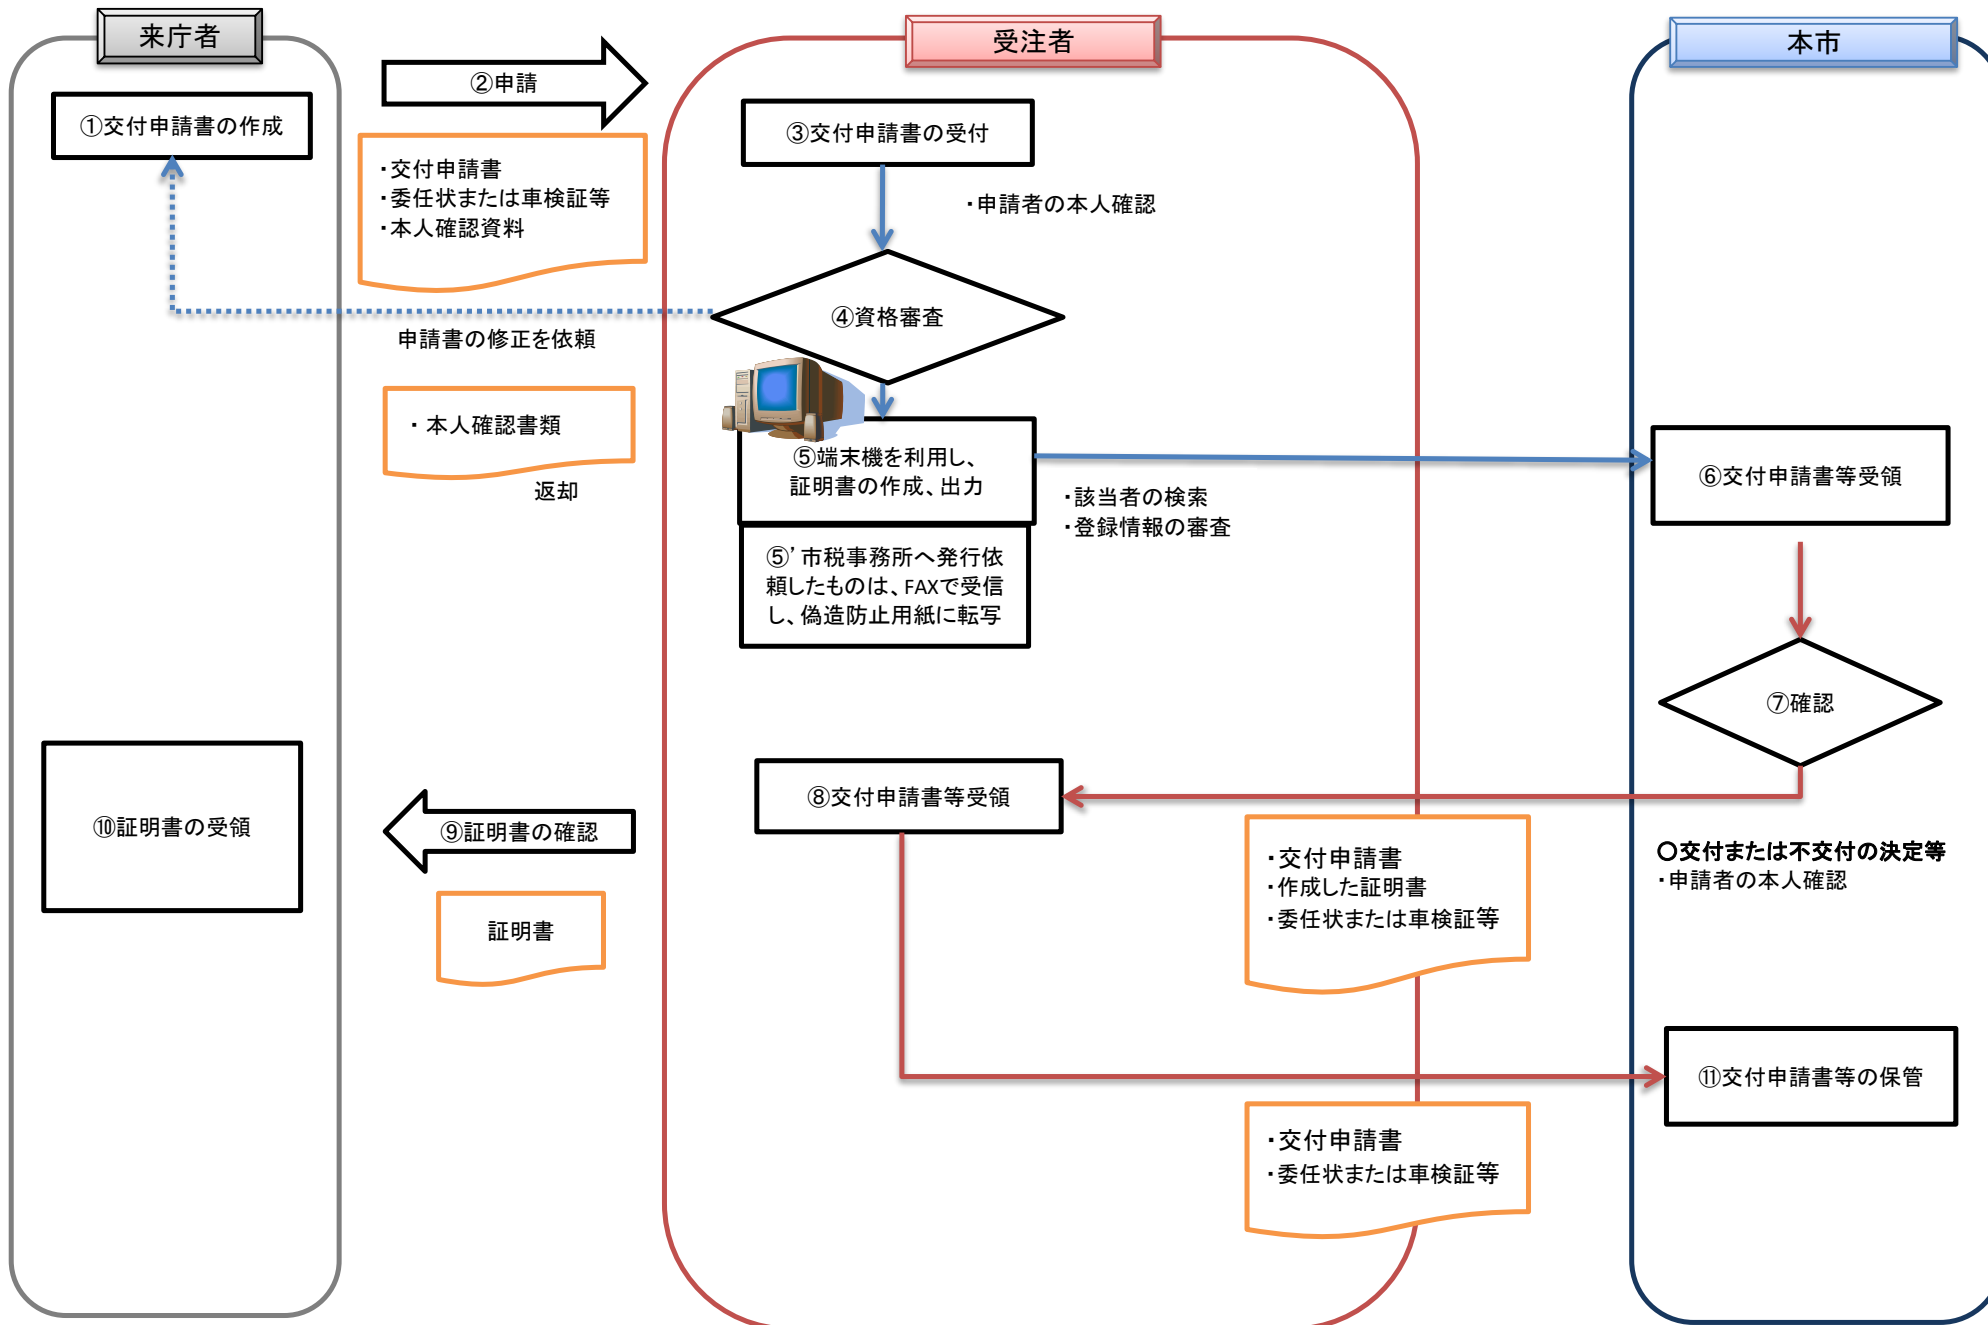 来庁者
受注者
本市
①交付申請書の作成
②申請
・交付申請書
・委任状または車検証等
・本人確認資料
③交付申請書の受付
・申請者の本人確認
④資格審査
申請書の修正を依頼
・ 本人確認書類
返却
⑤端末機を利用し、
証明書の作成、出力
・該当者の検索
・登録情報の審査
⑤’市税事務所へ発行依
頼したものは、FAXで受信
し、偽造防止用紙に転写
⑥交付申請書等受領
⑦確認
〇交付または不交付の決定等
・申請者の本人確認
⑧交付申請書等受領
・交付申請書
・作成した証明書
・委任状または車検証等
⑨証明書の確認
証明書
⑩証明書の受領
⑪交付申請書等の保管
・交付申請書
・委任状または車検証等